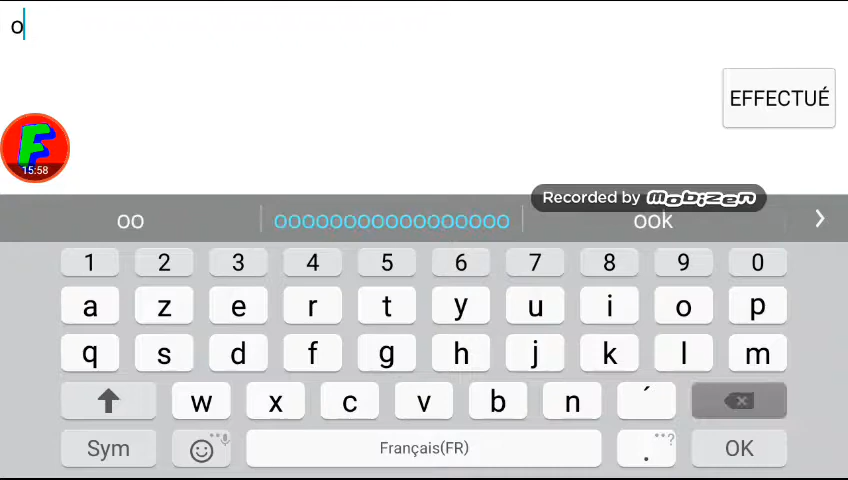 o
EFFECTUÉ
F
15:58
Recorded by mobizen
oo ooooooooooooooooo ook >
1 2 3 4 5 6 7 8 9 0
a z e r t y u i o p
q s d f g h j k l m
w x c v b n ´
Sym Français(FR) . ? OK